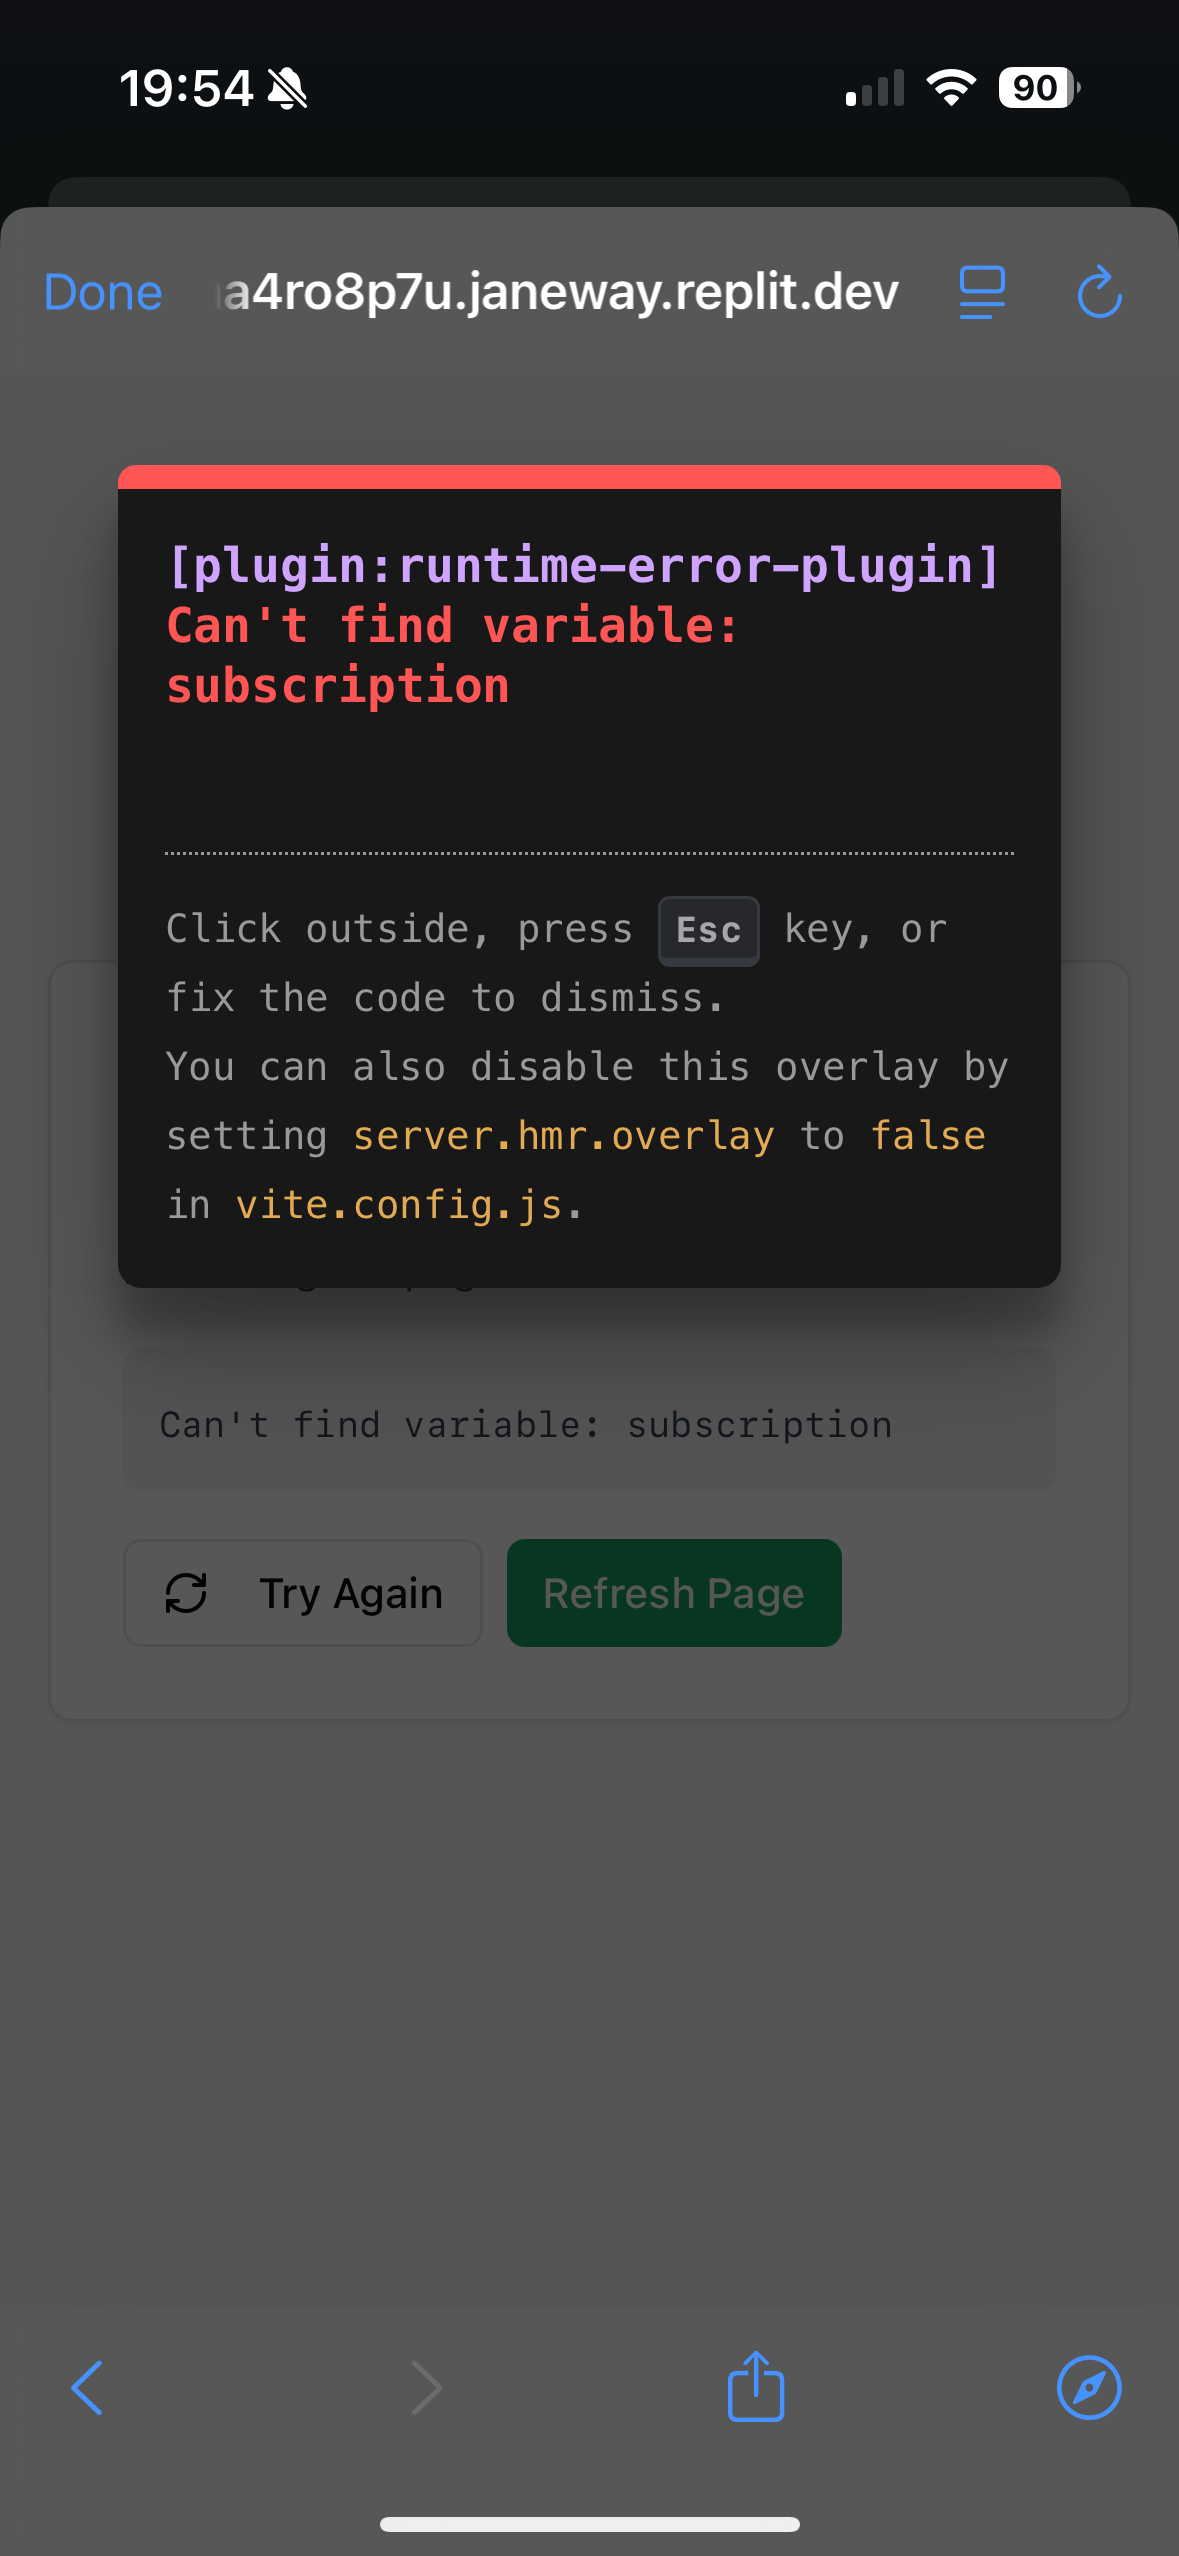 19:54
90
Done
a4ro8p7u.janeway.replit.dev
[plugin:runtime-error-plugin]
Can't find variable:
subscription
Click outside, press Esc key, or
fix the code to dismiss.
You can also disable this overlay by
setting server.hmr.overlay to false
in vite.config.js.
Can't find variable: subscription
Try Again
Refresh Page